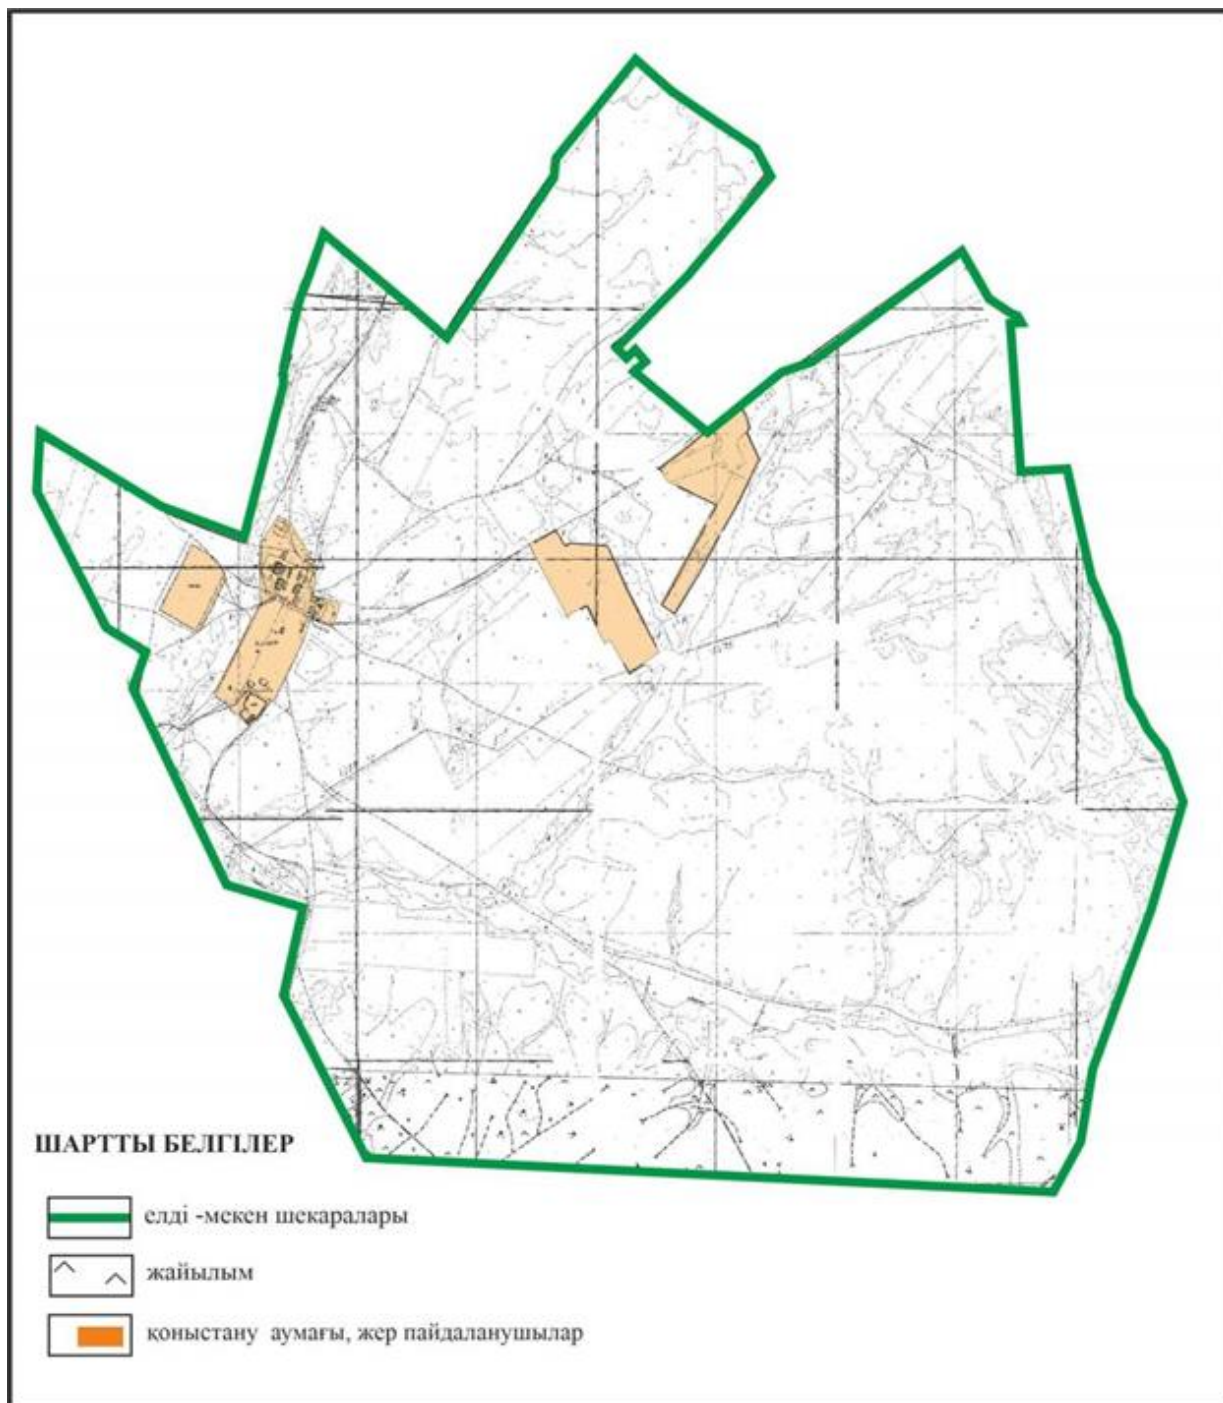 ШАРТТЫ БЕЛГІЛЕР
елді -мекен шекаралары
жайылым
қоныстану аумағы, жер пайдаланушылар